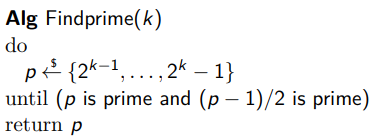 Alg Findprime(k)
do
p ←$ {2^{k−1}, . . . , 2^k − 1}
until (p is prime and (p − 1)/2 is prime)
return p